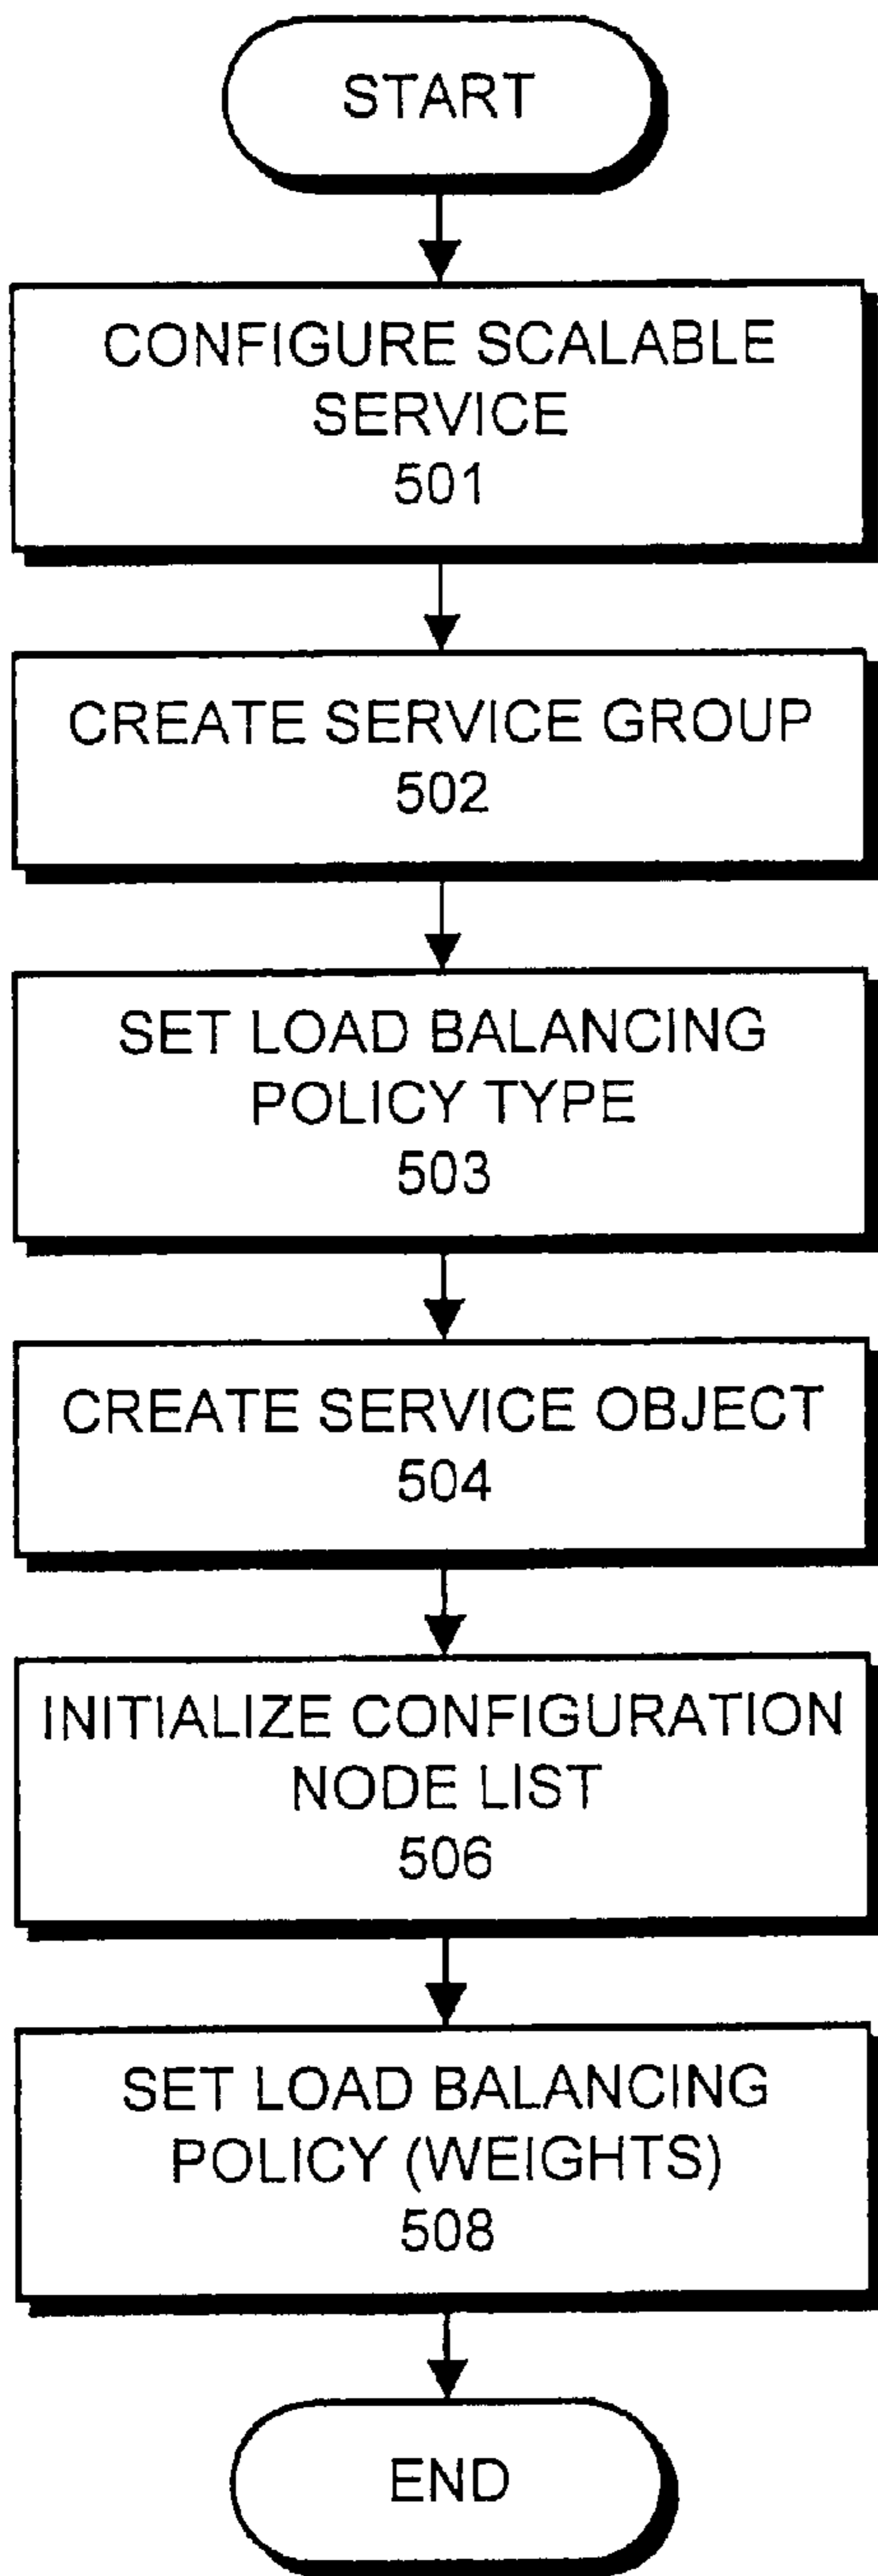 START
CONFIGURE SCALABLE
SERVICE
501
CREATE SERVICE GROUP
502
SET LOAD BALANCING
POLICY TYPE
503
CREATE SERVICE OBJECT
504
INITIALIZE CONFIGURATION
NODE LIST
506
SET LOAD BALANCING
POLICY (WEIGHTS)
508
END